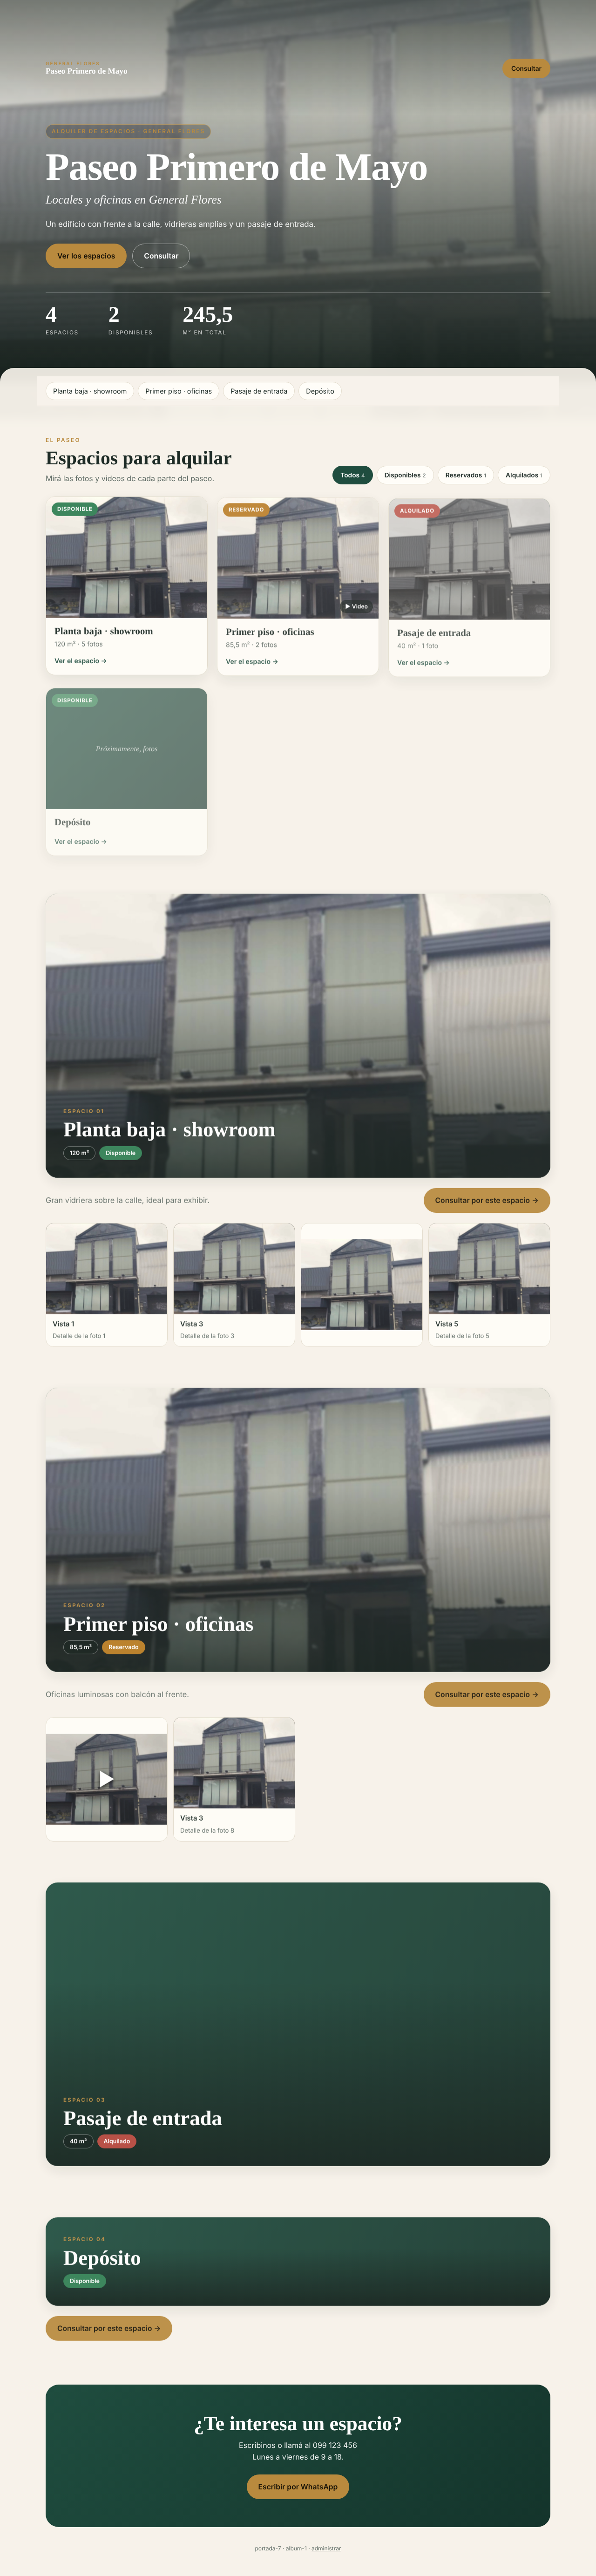 GENERAL FLORES
Paseo Primero de Mayo
Consultar
ALQUILER DE ESPACIOS · GENERAL FLORES
Paseo Primero de Mayo
Locales y oficinas en General Flores
Un edificio con frente a la calle, vidrieras amplias y un pasaje de entrada.
Ver los espacios
Consultar
4
ESPACIOS
2
DISPONIBLES
245,5
M² EN TOTAL
Planta baja · showroom
Primer piso · oficinas
Pasaje de entrada
Depósito
EL PASEO
Espacios para alquilar
Mirá las fotos y videos de cada parte del paseo.
Todos 4
Disponibles 2
Reservados 1
Alquilados 1
DISPONIBLE
Planta baja · showroom
120 m² · 5 fotos
Ver el espacio →
RESERVADO
▶ Video
Primer piso · oficinas
85,5 m² · 2 fotos
Ver el espacio →
ALQUILADO
Pasaje de entrada
40 m² · 1 foto
Ver el espacio →
DISPONIBLE
Próximamente, fotos
Depósito
Ver el espacio →
ESPACIO 01
Planta baja · showroom
120 m²
Disponible
Gran vidriera sobre la calle, ideal para exhibir.
Consultar por este espacio →
Vista 1
Detalle de la foto 1
Vista 3
Detalle de la foto 3
Vista 5
Detalle de la foto 5
ESPACIO 02
Primer piso · oficinas
85,5 m²
Reservado
Oficinas luminosas con balcón al frente.
Consultar por este espacio →
Vista 3
Detalle de la foto 8
ESPACIO 03
Pasaje de entrada
40 m²
Alquilado
ESPACIO 04
Depósito
Disponible
Consultar por este espacio →
¿Te interesa un espacio?
Escribinos o llamá al 099 123 456
Lunes a viernes de 9 a 18.
Escribir por WhatsApp
portada-7 · album-1 · administrar